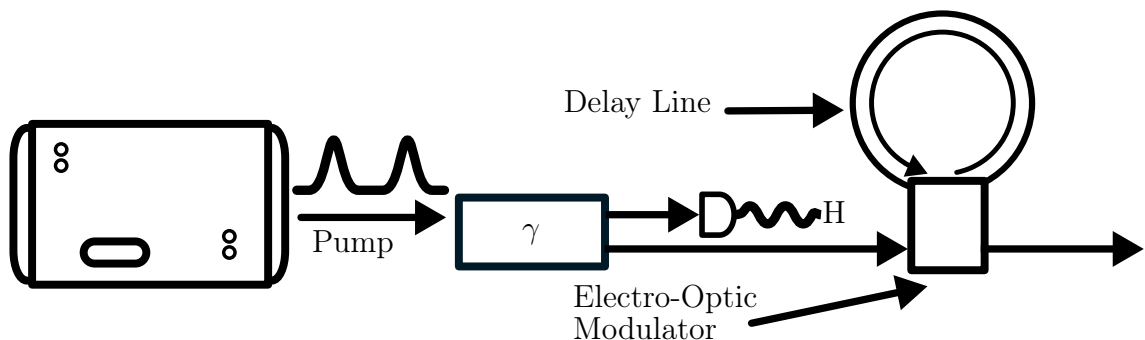 Delay Line
Pump
γ
H
Electro-Optic
Modulator